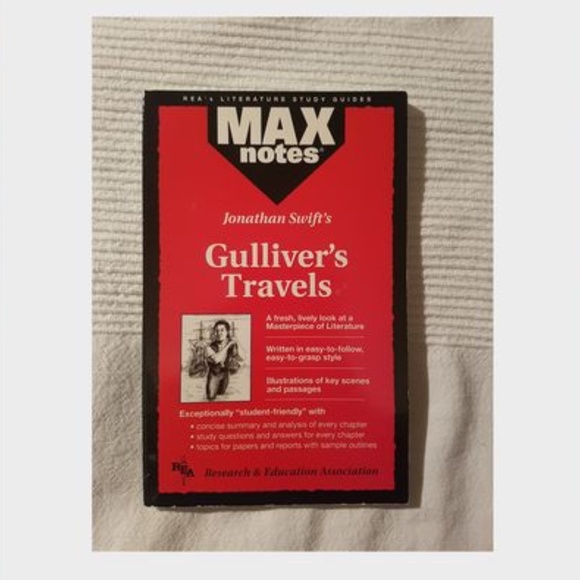 REA's LITERATURE STUDY GUIDES
MAX
notes®
Jonathan Swift's
Gulliver's
Travels
A fresh, lively look at a
Masterpiece of Literature
Written in easy-to-follow,
easy-to-grasp style
Illustrations of key scenes
and passages
Exceptionally "student-friendly" with
• concise summary and analysis of every chapter
• study questions and answers for every chapter
• topics for papers and reports with sample outlines
REA
Research & Education Association